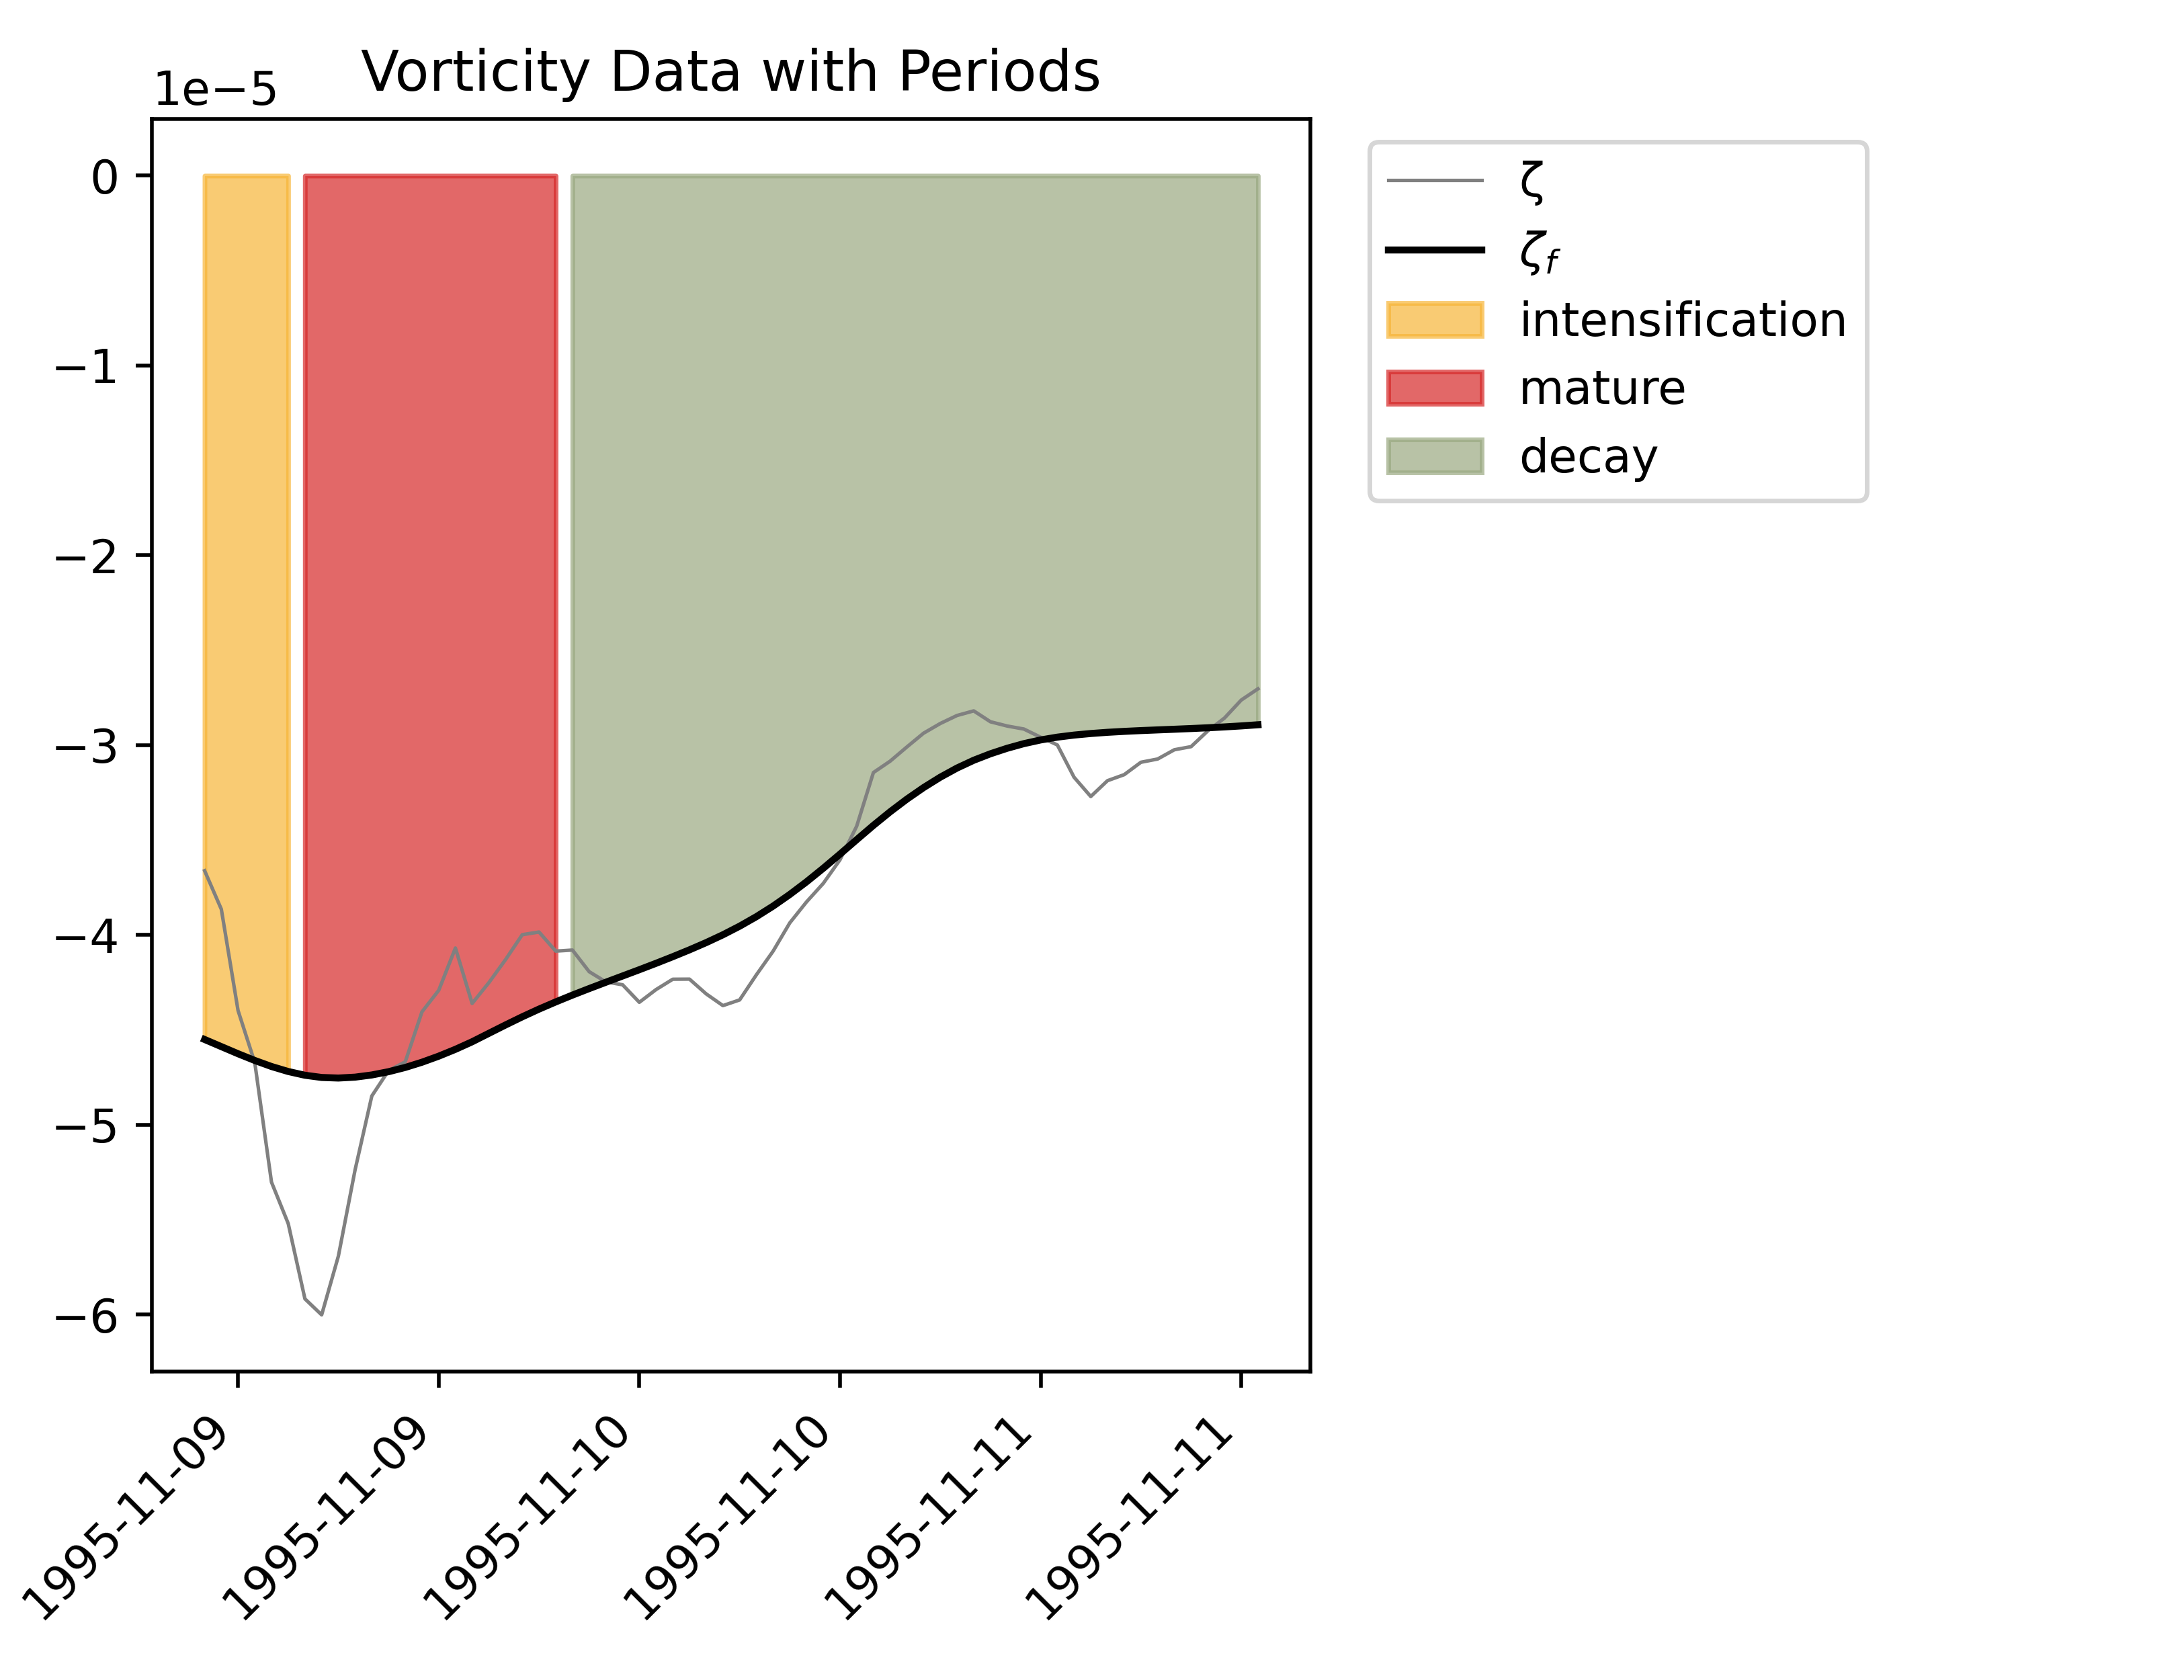 Vorticity Data with Periods
1e−5
0
−1
−2
−3
−4
−5
−6
1995-11-09
1995-11-09
1995-11-10
1995-11-10
1995-11-11
1995-11-11
ζ
ζf
intensification
mature
decay